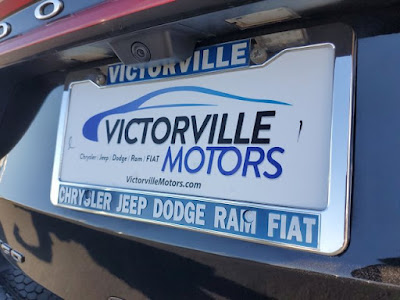 VICTORVILLE
VICTORVILLE
MOTORS
Chrysler / Jeep / Dodge / Ram / FIAT
VictorvilleMotors.com
CHRYSLER JEEP DODGE RAM FIAT